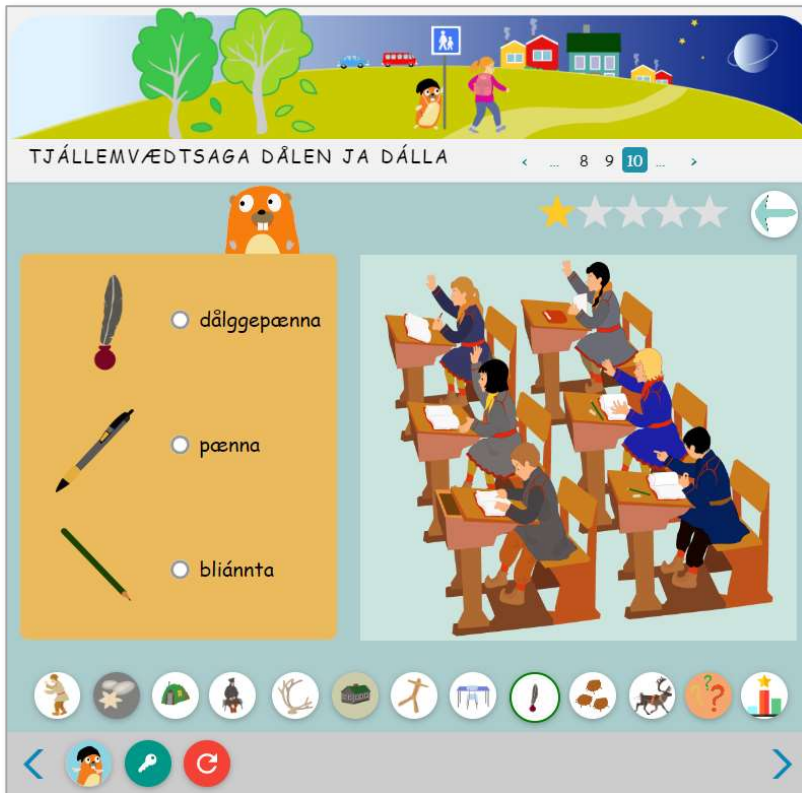 TJÁLLEMVÆDTSAGA DÅLEN JA DÁLLA
‹ ... 8 9 10 ... ›
dålggepænna
pænna
bliánnta
? ? ?